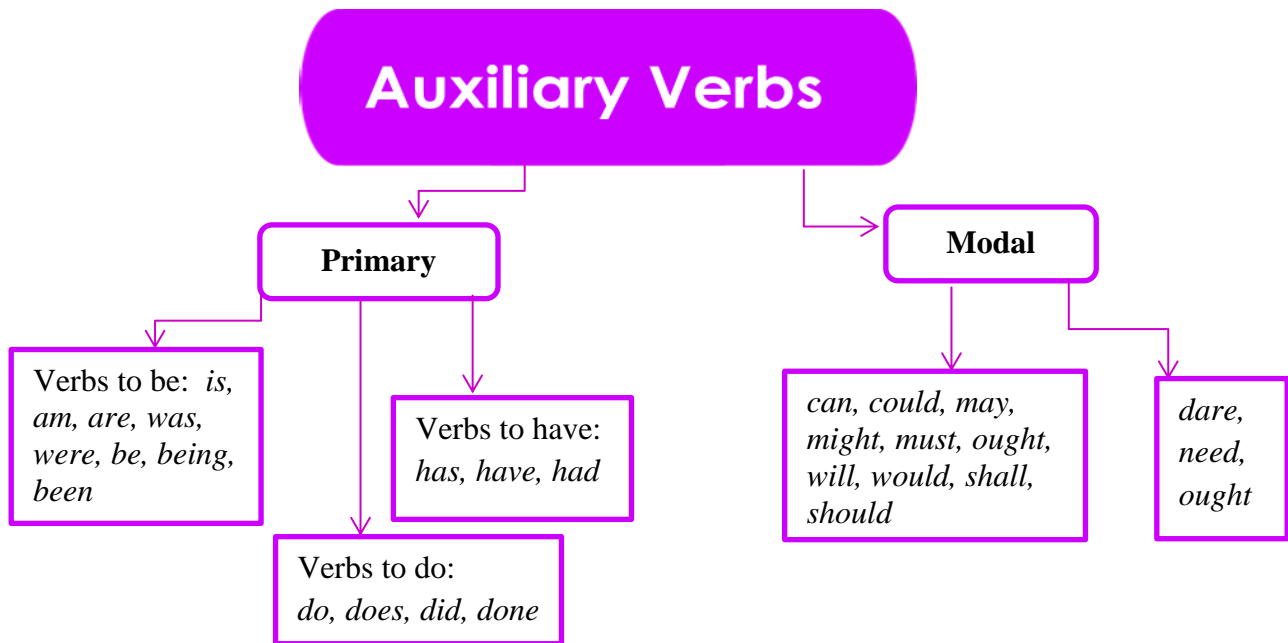 Auxiliary Verbs
Primary
Modal
Verbs to be: is,
am, are, was,
were, be, being,
been
Verbs to have:
has, have, had
Verbs to do:
do, does, did, done
can, could, may,
might, must, ought,
will, would, shall,
should
dare,
need,
ought